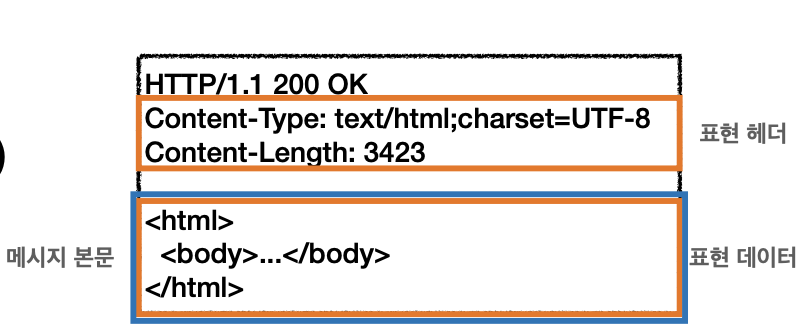 HTTP/1.1 200 OK
Content-Type: text/html;charset=UTF-8
Content-Length: 3423
표현 헤더
<html>
<body>...</body>
</html>
메시지 본문
표현 데이터